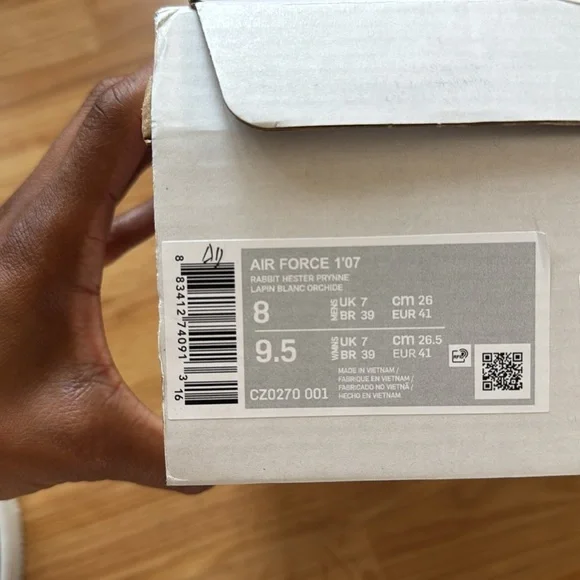 AIR FORCE 1'07
RABBIT HESTER PRYNNE
LAPIN BLANC ORCHIDE
8 MENS UK 7 cm 26
BR 39 EUR 41
9.5 WMNS UK 7 cm 26.5
BR 39 EUR 41
MADE IN VIETNAM /
FABRIQUE EN VIETNAM /
FABRICADO NO VIETNÃ /
HECHO EN VIETNAM
CZ0270 001
8 83412 74091 3 16